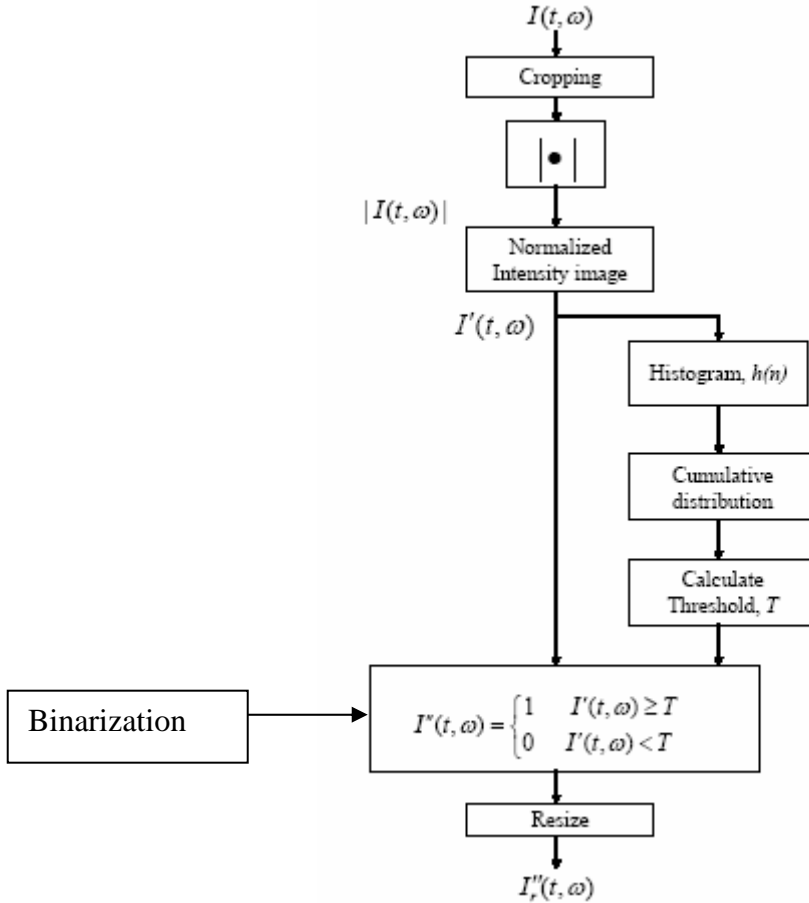 I(t, ω)
Cropping
| • |
| I(t, ω) |
Normalized
Intensity image
I′(t, ω)
Histogram, h(n)
Cumulative
distribution
Calculate
Threshold, T
Binarization
I″(t, ω) = { 1 I′(t, ω) ≥ T
0 I′(t, ω) < T
Resize
I″r(t, ω)